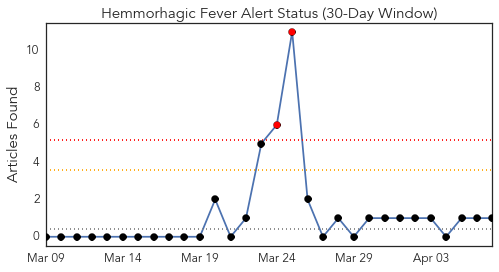 Hemmorhagic Fever Alert Status (30-Day Window)
Articles Found
10
8
6
4
2
0
Mar 09 Mar 14 Mar 19 Mar 24 Mar 29 Apr 03